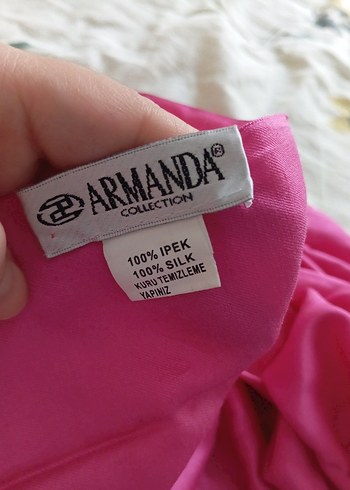 ARMANDA®
COLLECTION
100% IPEK
100% SILK
KURU TEMIZLEME
YAPINIZ